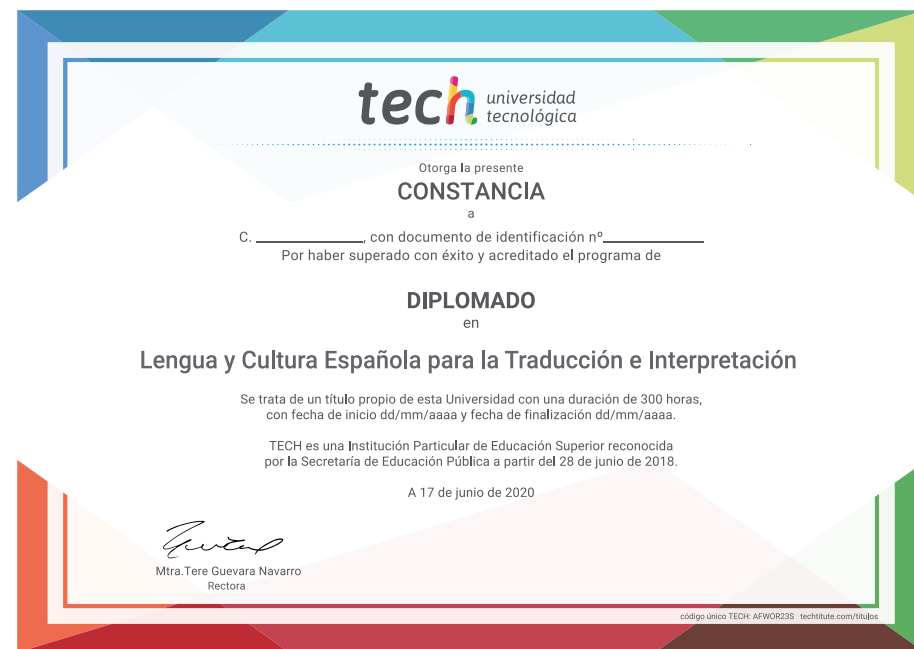 tech universidad
tecnológica
Otorga la presente
CONSTANCIA
a
C. ____________, con documento de identificación nº____________
Por haber superado con éxito y acreditado el programa de
DIPLOMADO
en
Lengua y Cultura Española para la Traducción e Interpretación
Se trata de un título propio de esta Universidad con una duración de 300 horas,
con fecha de inicio dd/mm/aaaa y fecha de finalización dd/mm/aaaa.
TECH es una Institución Particular de Educación Superior reconocida
por la Secretaría de Educación Pública a partir del 28 de junio de 2018.
A 17 de junio de 2020
Mtra.Tere Guevara Navarro
Rectora
código único TECH: AFWOR23S techtitute.com/titulos